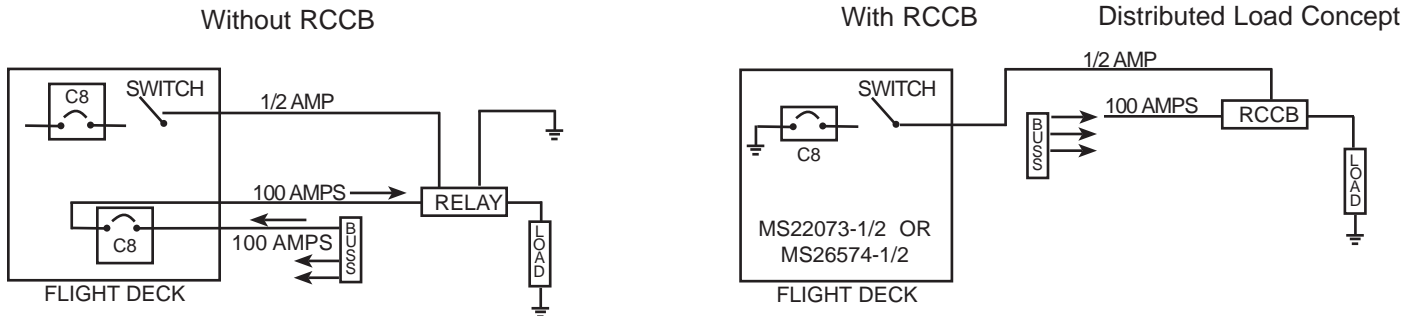 Without RCCB
C8
SWITCH
1/2 AMP
100 AMPS
RELAY
C8
100 AMPS
BUSS
LOAD
FLIGHT DECK
With RCCB
Distributed Load Concept
1/2 AMP
SWITCH
100 AMPS
RCCB
BUSS
C8
LOAD
MS22073-1/2 OR
MS26574-1/2
FLIGHT DECK